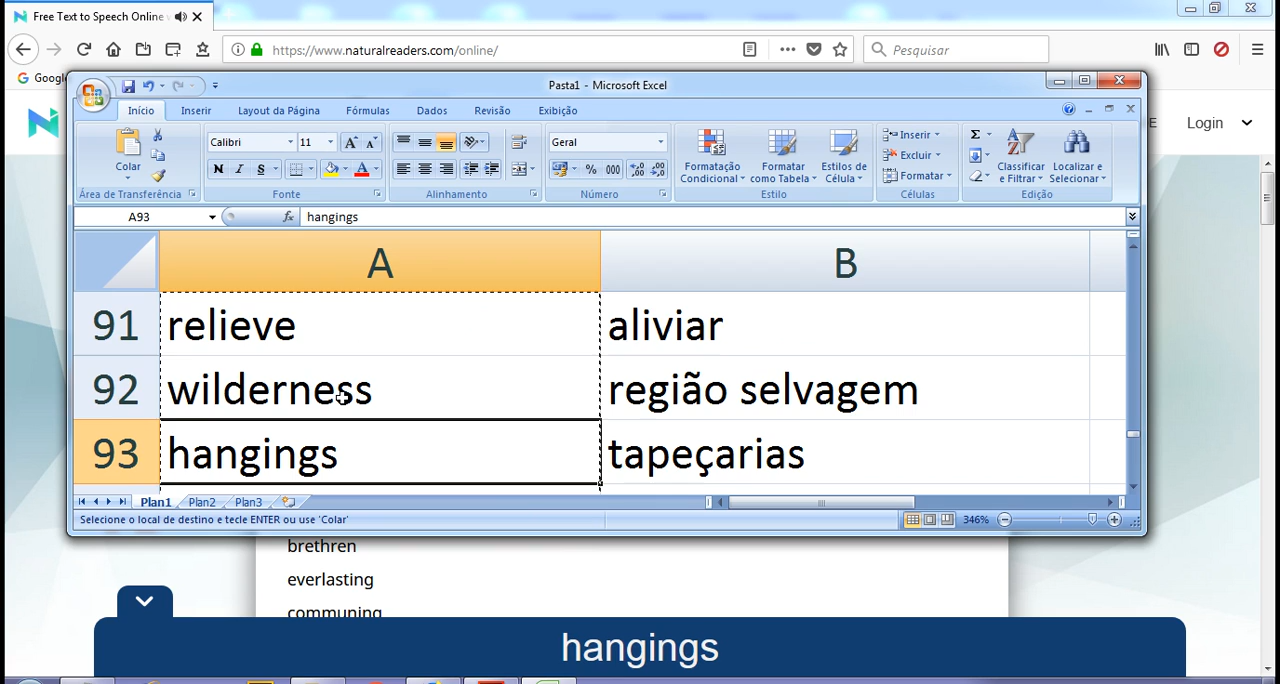 Free Text to Speech Online
https://www.naturalreaders.com/online/
Pesquisar
Googl
Pasta1 - Microsoft Excel
Início Inserir Layout da Página Fórmulas Dados Revisão Exibição
Colar
Calibri 11
N I S
Geral
% 000
Formatação Condicional
Formatar como Tabela
Estilos de Célula
Inserir
Excluir
Formatar
Σ
Classificar e Filtrar
Localizar e Selecionar
Área de Transferência Fonte Alinhamento Número Estilo Células Edição
E Login
A93 fx hangings
A B
91 relieve aliviar
92 wilderness região selvagem
93 hangings tapeçarias
Plan1 Plan2 Plan3
Selecione o local de destino e tecle ENTER ou use 'Colar' 346%
brethren
everlasting
communing
hangings